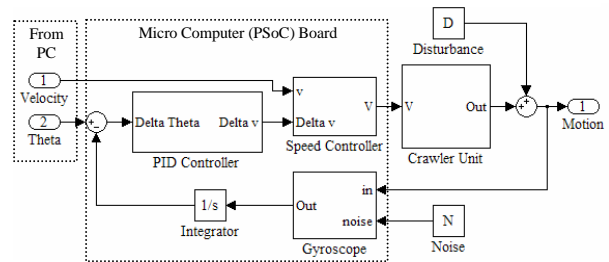 From
PC
Micro Computer (PSoC) Board
D
Disturbance
1
Velocity
2
Theta
+
-
Delta Theta
Delta v
PID Controller
v
Delta v
V
Speed Controller
V
Out
Crawler Unit
+
+
1
Motion
1/s
Integrator
Out
in
noise
Gyroscope
N
Noise